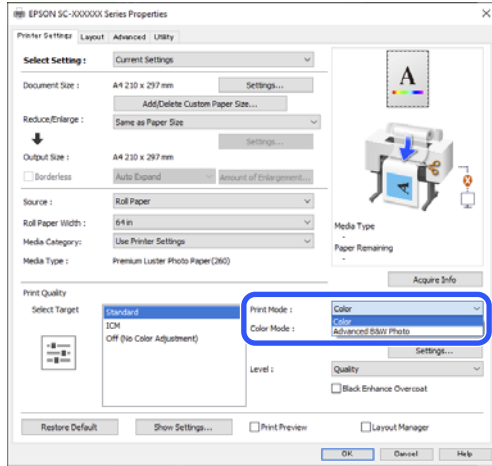 EPSON SC-XXXXXX Series Properties
Printer Settings Layout Advanced Utility
Select Setting : Current Settings
Document Size : A4 210 x 297 mm Settings...
Add/Delete Custom Paper Size...
Reduce/Enlarge : Same as Paper Size
Settings...
Output Size : A4 210 x 297 mm
Borderless Auto Expand Amount of Enlargement...
A
A
Source : Roll Paper
Roll Paper Width : 64 in
Media Category: Use Printer Settings
Media Type : Premium Luster Photo Paper(260)
Media Type
-
Paper Remaining
-
Acquire Info
Print Quality
Select Target
Standard
ICM
Off (No Color Adjustment)
Print Mode : Color
Color
Advanced B&W Photo
Color Mode :
Settings...
Level : Quality
Black Enhance Overcoat
Restore Default Show Settings... Print Preview Layout Manager
OK Cancel Help